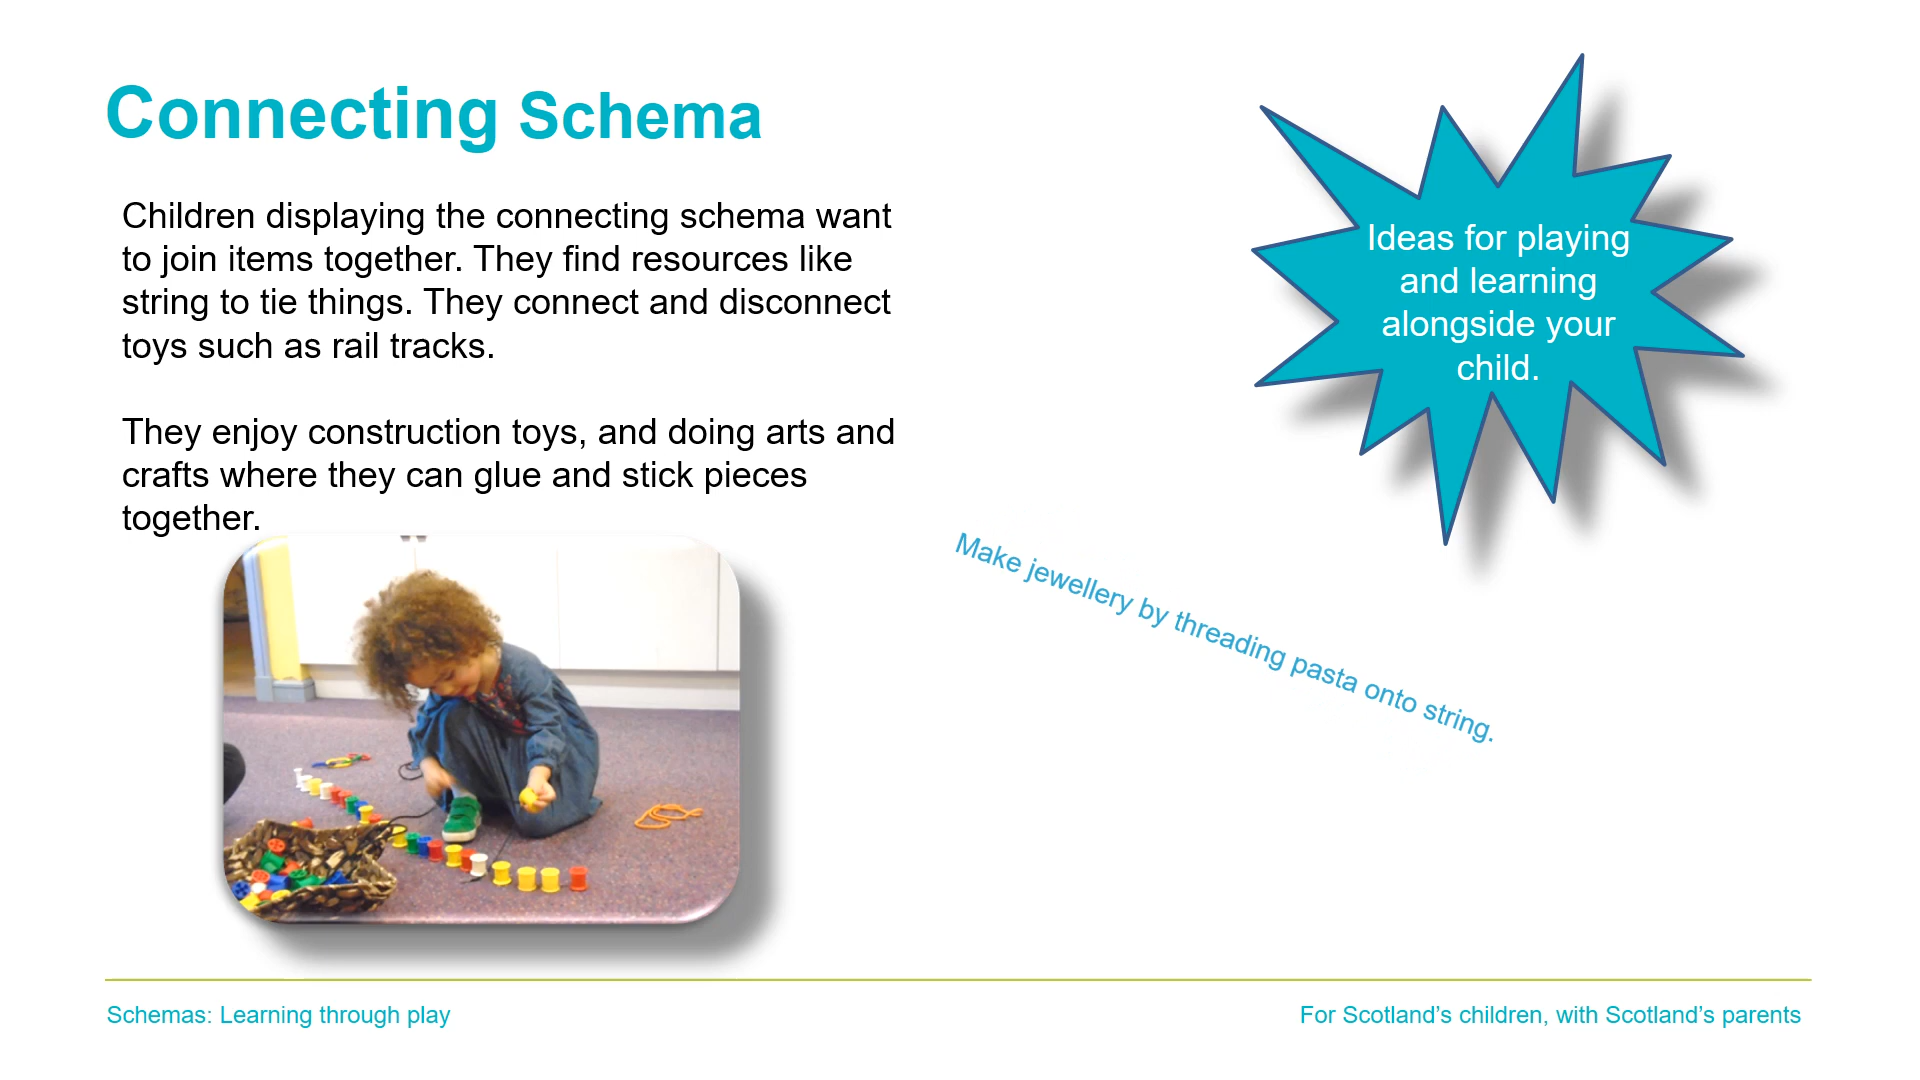 Connecting Schema
Children displaying the connecting schema want
to join items together. They find resources like
string to tie things. They connect and disconnect
toys such as rail tracks.
They enjoy construction toys, and doing arts and
crafts where they can glue and stick pieces
together.
Ideas for playing
and learning
alongside your
child.
Make jewellery by threading pasta onto string.
Schemas: Learning through play
For Scotland’s children, with Scotland’s parents